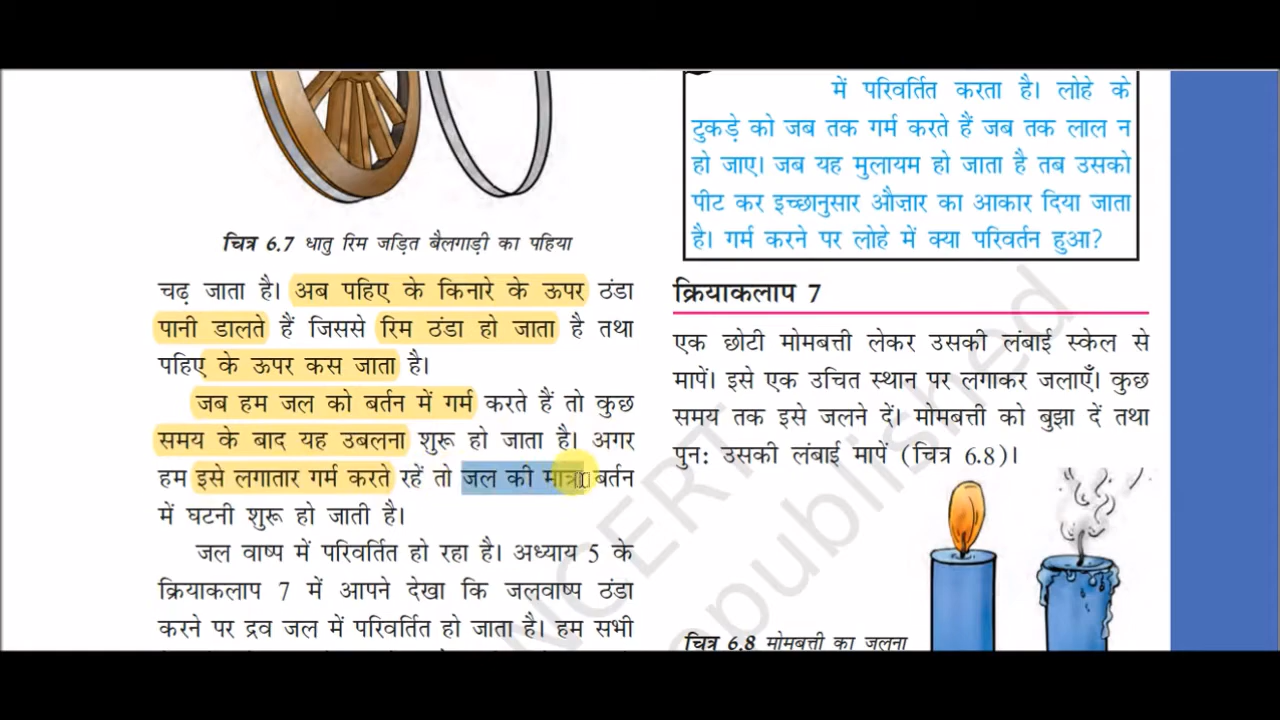 चित्र 6.7 धातु रिम जड़ित बैलगाड़ी का पहिया
चढ़ जाता है। अब पहिए के किनारे के ऊपर ठंडा
पानी डालते हैं जिससे रिम ठंडा हो जाता है तथा
पहिए के ऊपर कस जाता है।
जब हम जल को बर्तन में गर्म करते हैं तो कुछ
समय के बाद यह उबलना शुरू हो जाता है। अगर
हम इसे लगातार गर्म करते रहें तो जल की मात्रा बर्तन
में घटनी शुरू हो जाती है।
जल वाष्प में परिवर्तित हो रहा है। अध्याय 5 के
क्रियाकलाप 7 में आपने देखा कि जलवाष्प ठंडा
करने पर द्रव जल में परिवर्तित हो जाता है। हम सभी
में परिवर्तित करता है। लोहे के
टुकड़े को जब तक गर्म करते हैं जब तक लाल न
हो जाए। जब यह मुलायम हो जाता है तब उसको
पीट कर इच्छानुसार औज़ार का आकार दिया जाता
है। गर्म करने पर लोहे में क्या परिवर्तन हुआ?
क्रियाकलाप 7
एक छोटी मोमबत्ती लेकर उसकी लंबाई स्केल से
मापें। इसे एक उचित स्थान पर लगाकर जलाएँ। कुछ
समय तक इसे जलने दें। मोमबत्ती को बुझा दें तथा
पुन: उसकी लंबाई मापें (चित्र 6.8)।
चित्र 6.8 मोमबत्ती का जलना
NCERT
republished